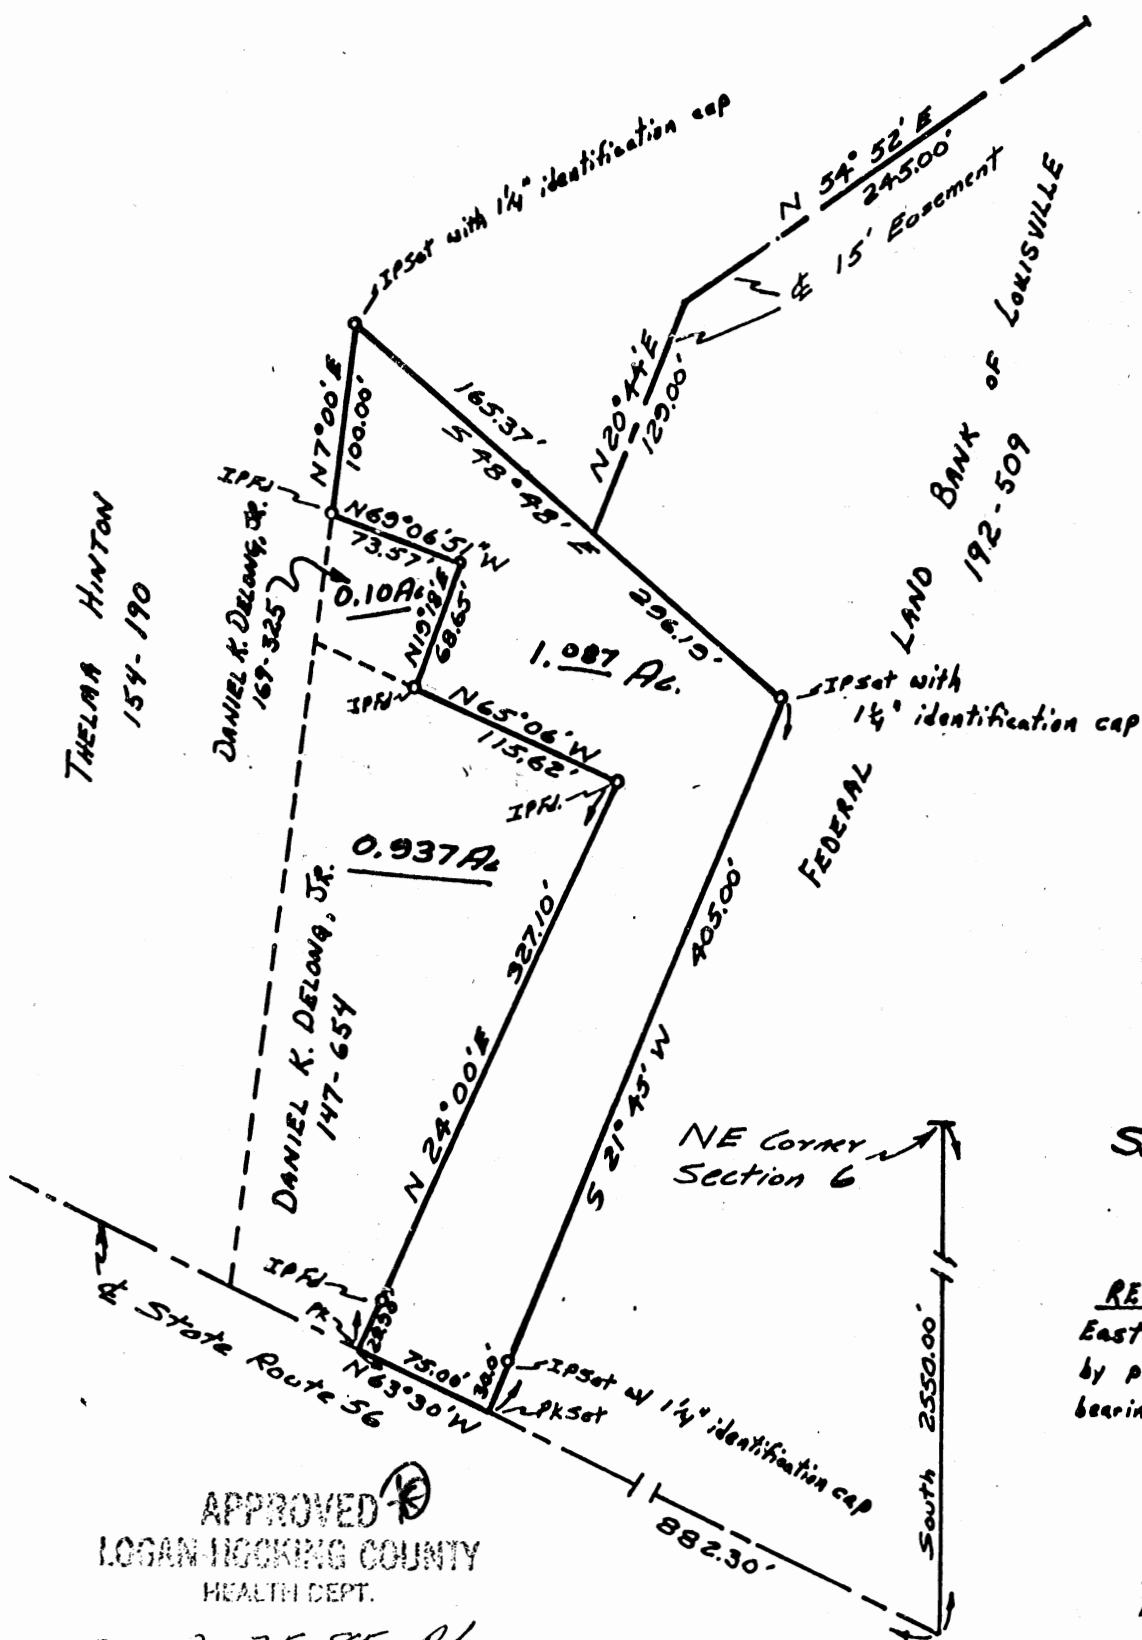 IPSet with 1¼" identification cap
N 54° 52' E
245.00'
℄ 15' Easement
N20°44'E
129.00'
165.37'
S 48°48' E
296.19'
N7°00'E
100.00'
IPFd
N69°06'51"W
73.57'
THELMA HINTON
154-190
DANIEL K. DELONG, JR.
169-325
0.10 Ac
N19°18'E
68.65'
1.087 Ac.
FEDERAL LAND BANK OF LOUISVILLE
192-509
IPFd
N65°06'W
115.62'
IPset with
1¼" identification cap
IPFd.
0.937 Ac
327.10'
N 24°00'E
405.00'
S 21°45' W
DANIEL K. DELONG, JR.
147-654
NE Corner
Section 6
S
RE
East
by p
bearin
South 2550.00'
IPFd
PK
℄ State Route 56
75.00'
N63°30'W
30.0'
IPSet w/ 1¼" identification cap
PKSet
882.30'
APPROVED
LOGAN-HOCKING COUNTY
HEALTH DEPT.